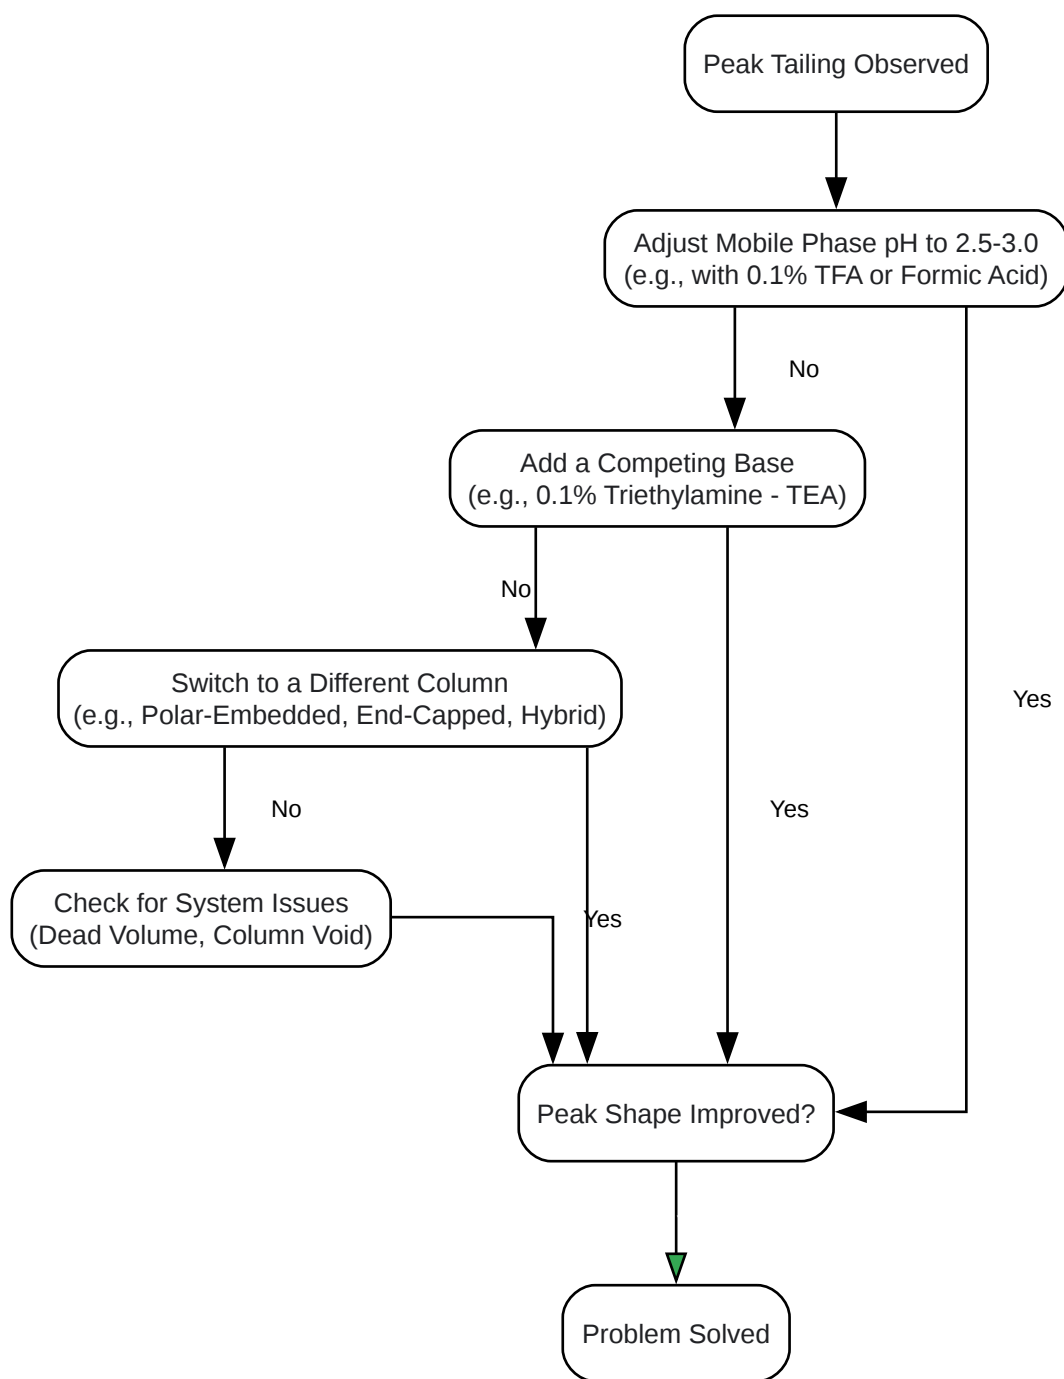 Peak Tailing Observed
Adjust Mobile Phase pH to 2.5-3.0
(e.g., with 0.1% TFA or Formic Acid)
No
Add a Competing Base
(e.g., 0.1% Triethylamine - TEA)
No
Switch to a Different Column
(e.g., Polar-Embedded, End-Capped, Hybrid)
Yes
No
Yes
Check for System Issues
(Dead Volume, Column Void)
Yes
Peak Shape Improved?
Problem Solved